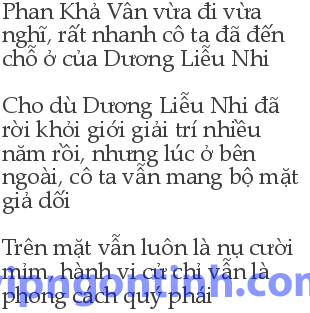 Phan Khả Vân vừa đi vừa
nghĩ, rất nhanh cô ta đã đến
chỗ ở của Dương Liễu Nhi
Cho dù Dương Liễu Nhi đã
rời khỏi giới giải trí nhiều
năm rồi, nhưng lúc ở bên
ngoài, cô ta vẫn mang bộ mặt
giả dối
Trên mặt vẫn luôn là nụ cười
mỉm, hành vi cử chỉ vẫn là
phong cách quý phái
vipngontinh.com